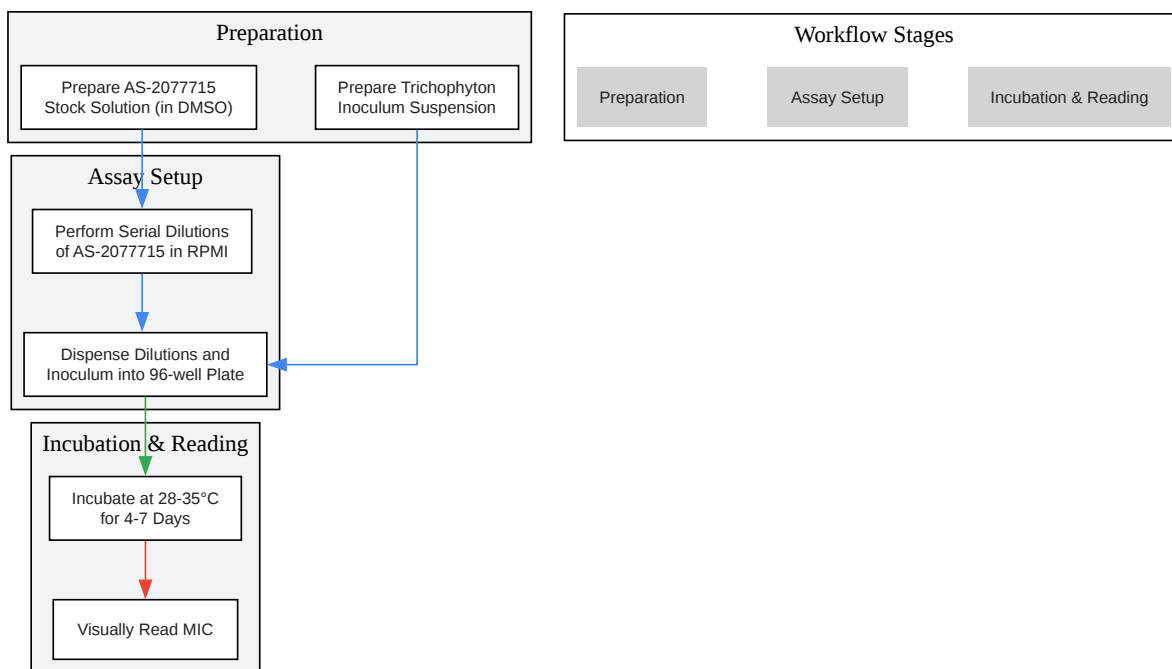 Preparation
Prepare AS-2077715
Stock Solution (in DMSO)
Prepare Trichophyton
Inoculum Suspension
Assay Setup
Perform Serial Dilutions
of AS-2077715 in RPMI
Dispense Dilutions and
Inoculum into 96-well Plate
Incubation & Reading
Incubate at 28-35°C
for 4-7 Days
Visually Read MIC
Workflow Stages
Preparation
Assay Setup
Incubation & Reading